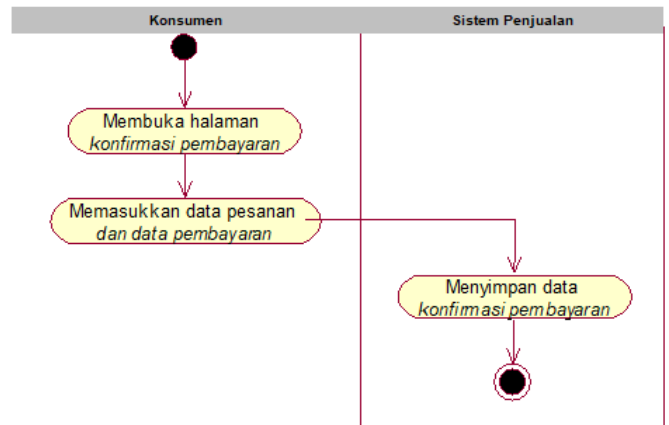 Konsumen
Sistem Penjualan
Membuka halaman
konfirmasi pembayaran
Memasukkan data pesanan
dan data pembayaran
Menyimpan data
konfirmasi pembayaran